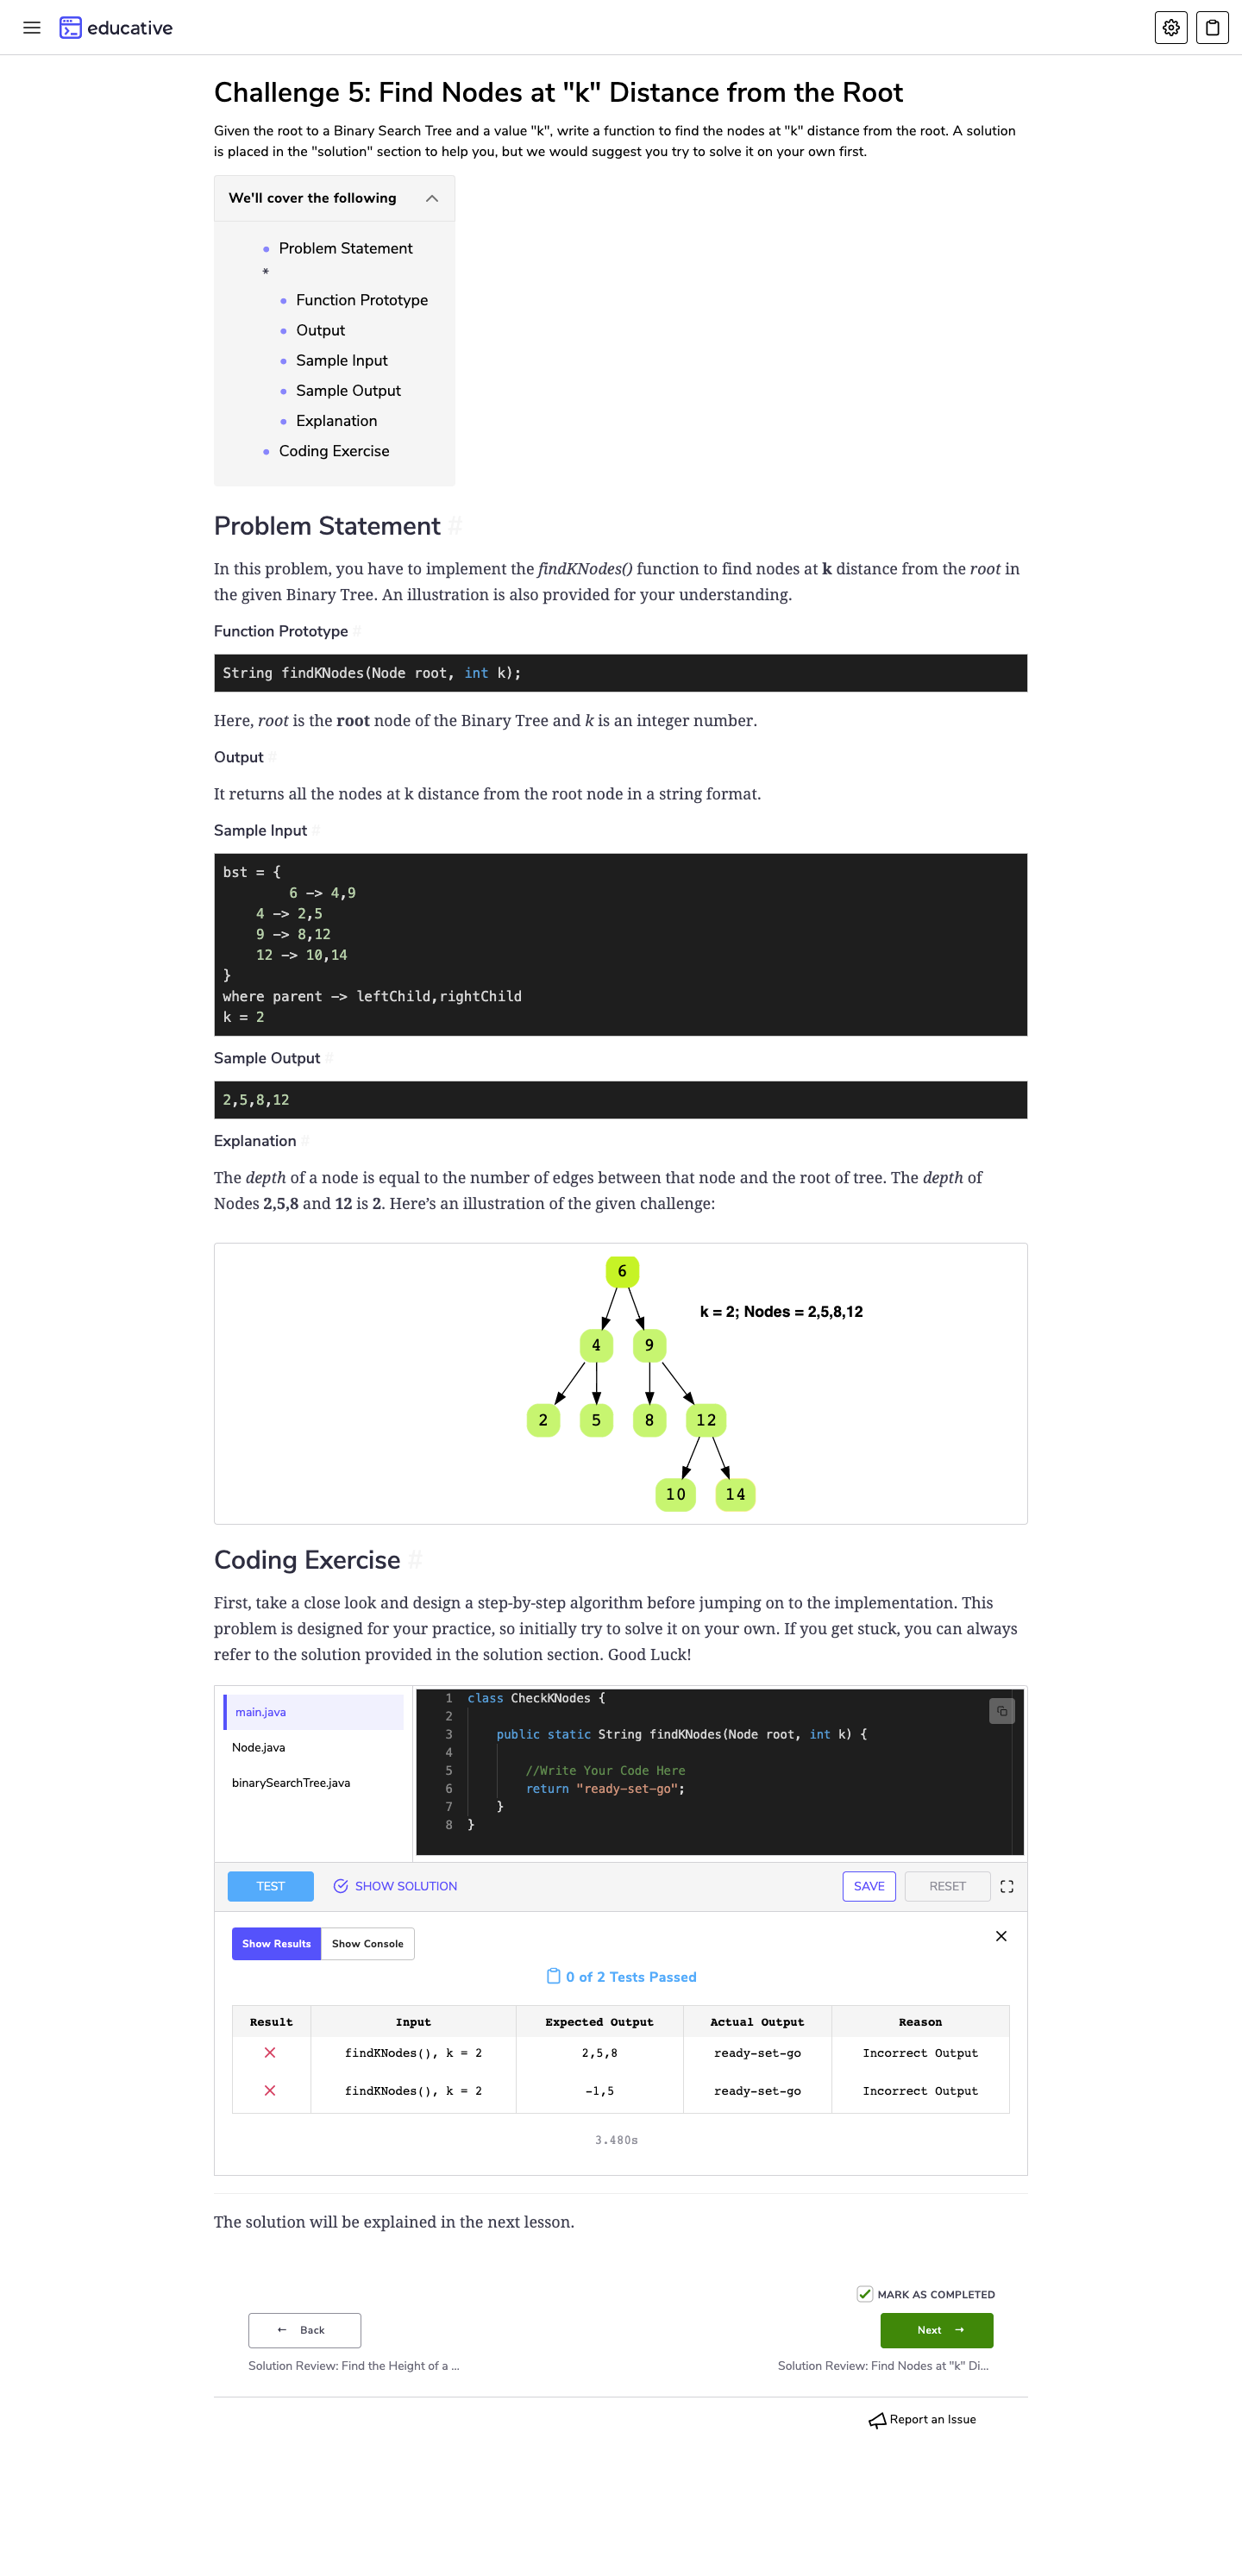 educative
Challenge 5: Find Nodes at "k" Distance from the Root
Given the root to a Binary Search Tree and a value "k", write a function to find the nodes at "k" distance from the root. A solution
is placed in the "solution" section to help you, but we would suggest you try to solve it on your own first.
We'll cover the following
Problem Statement
*
Function Prototype
Output
Sample Input
Sample Output
Explanation
Coding Exercise
Problem Statement #
In this problem, you have to implement the findKNodes() function to find nodes at k distance from the root in
the given Binary Tree. An illustration is also provided for your understanding.
Function Prototype #
String findKNodes(Node root, int k);
Here, root is the root node of the Binary Tree and k is an integer number.
Output #
It returns all the nodes at k distance from the root node in a string format.
Sample Input #
bst = {
6 -> 4,9
4 -> 2,5
9 -> 8,12
12 -> 10,14
}
where parent -> leftChild,rightChild
k = 2
Sample Output #
2,5,8,12
Explanation #
The depth of a node is equal to the number of edges between that node and the root of tree. The depth of
Nodes 2,5,8 and 12 is 2. Here’s an illustration of the given challenge:
6
k = 2; Nodes = 2,5,8,12
4 9
2 5 8 12
10 14
Coding Exercise #
First, take a close look and design a step-by-step algorithm before jumping on to the implementation. This
problem is designed for your practice, so initially try to solve it on your own. If you get stuck, you can always
refer to the solution provided in the solution section. Good Luck!
main.java
Node.java
binarySearchTree.java
1 class CheckKNodes {
2
3 public static String findKNodes(Node root, int k) {
4
5 //Write Your Code Here
6 return "ready-set-go";
7 }
8 }
TEST SHOW SOLUTION SAVE RESET
Show Results Show Console
0 of 2 Tests Passed
Result Input Expected Output Actual Output Reason
findKNodes(), k = 2 2,5,8 ready-set-go Incorrect Output
findKNodes(), k = 2 -1,5 ready-set-go Incorrect Output
3.480s
The solution will be explained in the next lesson.
MARK AS COMPLETED
← Back Next →
Solution Review: Find the Height of a ... Solution Review: Find Nodes at "k" Di...
Report an Issue